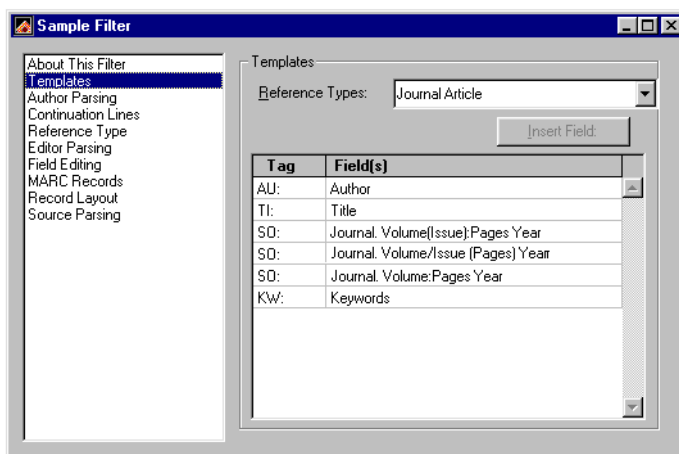 Sample Filter
About This Filter
Templates
Author Parsing
Continuation Lines
Reference Type
Editor Parsing
Field Editing
MARC Records
Record Layout
Source Parsing
Templates
Reference Types: Journal Article
Insert Field:
Tag Field(s)
AU: Author
TI: Title
SO: Journal. Volume(Issue):Pages Year
SO: Journal. Volume/Issue (Pages) Year
SO: Journal. Volume:Pages Year
KW: Keywords